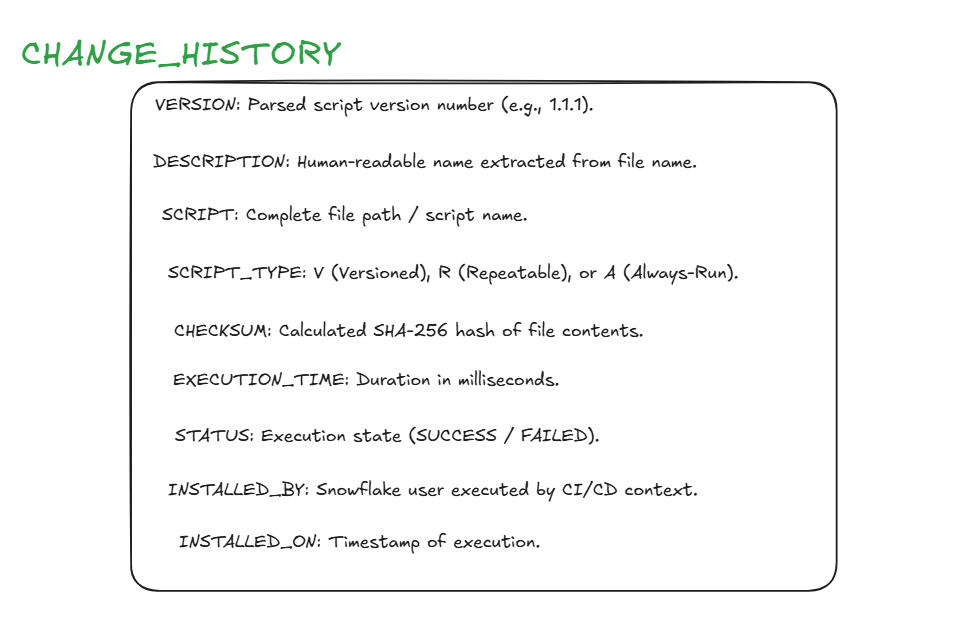 CHANGE_HISTORY
VERSION: Parsed script version number (e.g., 1.1.1).
DESCRIPTION: Human-readable name extracted from file name.
SCRIPT: Complete file path / script name.
SCRIPT_TYPE: V (Versioned), R (Repeatable), or A (Always-Run).
CHECKSUM: Calculated SHA-256 hash of file contents.
EXECUTION_TIME: Duration in milliseconds.
STATUS: Execution state (SUCCESS / FAILED).
INSTALLED_BY: Snowflake user executed by CI/CD context.
INSTALLED_ON: Timestamp of execution.